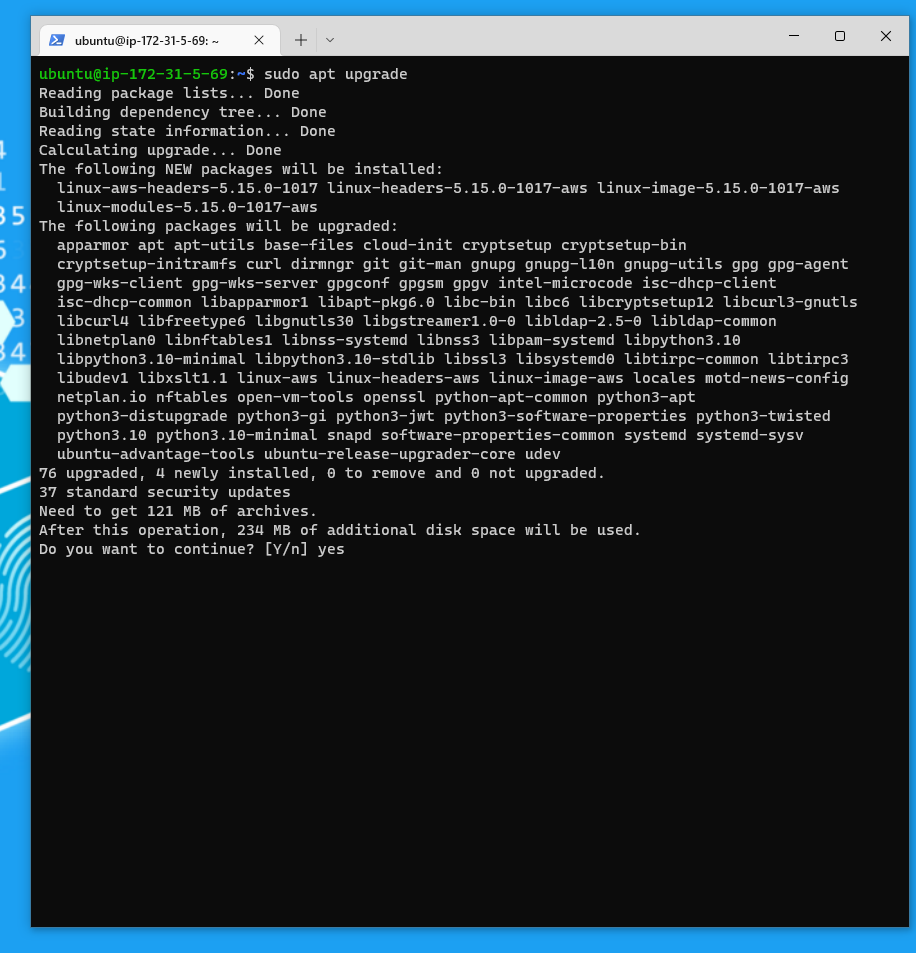 ubuntu@ip-172-31-5-69: ~
ubuntu@ip-172-31-5-69:~$ sudo apt upgrade
Reading package lists... Done
Building dependency tree... Done
Reading state information... Done
Calculating upgrade... Done
The following NEW packages will be installed:
linux-aws-headers-5.15.0-1017 linux-headers-5.15.0-1017-aws linux-image-5.15.0-1017-aws
linux-modules-5.15.0-1017-aws
The following packages will be upgraded:
apparmor apt apt-utils base-files cloud-init cryptsetup cryptsetup-bin
cryptsetup-initramfs curl dirmngr git git-man gnupg gnupg-l10n gnupg-utils gpg gpg-agent
gpg-wks-client gpg-wks-server gpgconf gpgsm gpgv intel-microcode isc-dhcp-client
isc-dhcp-common libapparmor1 libapt-pkg6.0 libc-bin libc6 libcryptsetup12 libcurl3-gnutls
libcurl4 libfreetype6 libgnutls30 libgstreamer1.0-0 libldap-2.5-0 libldap-common
libnetplan0 libnftables1 libnss-systemd libnss3 libpam-systemd libpython3.10
libpython3.10-minimal libpython3.10-stdlib libssl3 libsystemd0 libtirpc-common libtirpc3
libudev1 libxslt1.1 linux-aws linux-headers-aws linux-image-aws locales motd-news-config
netplan.io nftables open-vm-tools openssl python-apt-common python3-apt
python3-distupgrade python3-gi python3-jwt python3-software-properties python3-twisted
python3.10 python3.10-minimal snapd software-properties-common systemd systemd-sysv
ubuntu-advantage-tools ubuntu-release-upgrader-core udev
76 upgraded, 4 newly installed, 0 to remove and 0 not upgraded.
37 standard security updates
Need to get 121 MB of archives.
After this operation, 234 MB of additional disk space will be used.
Do you want to continue? [Y/n] yes